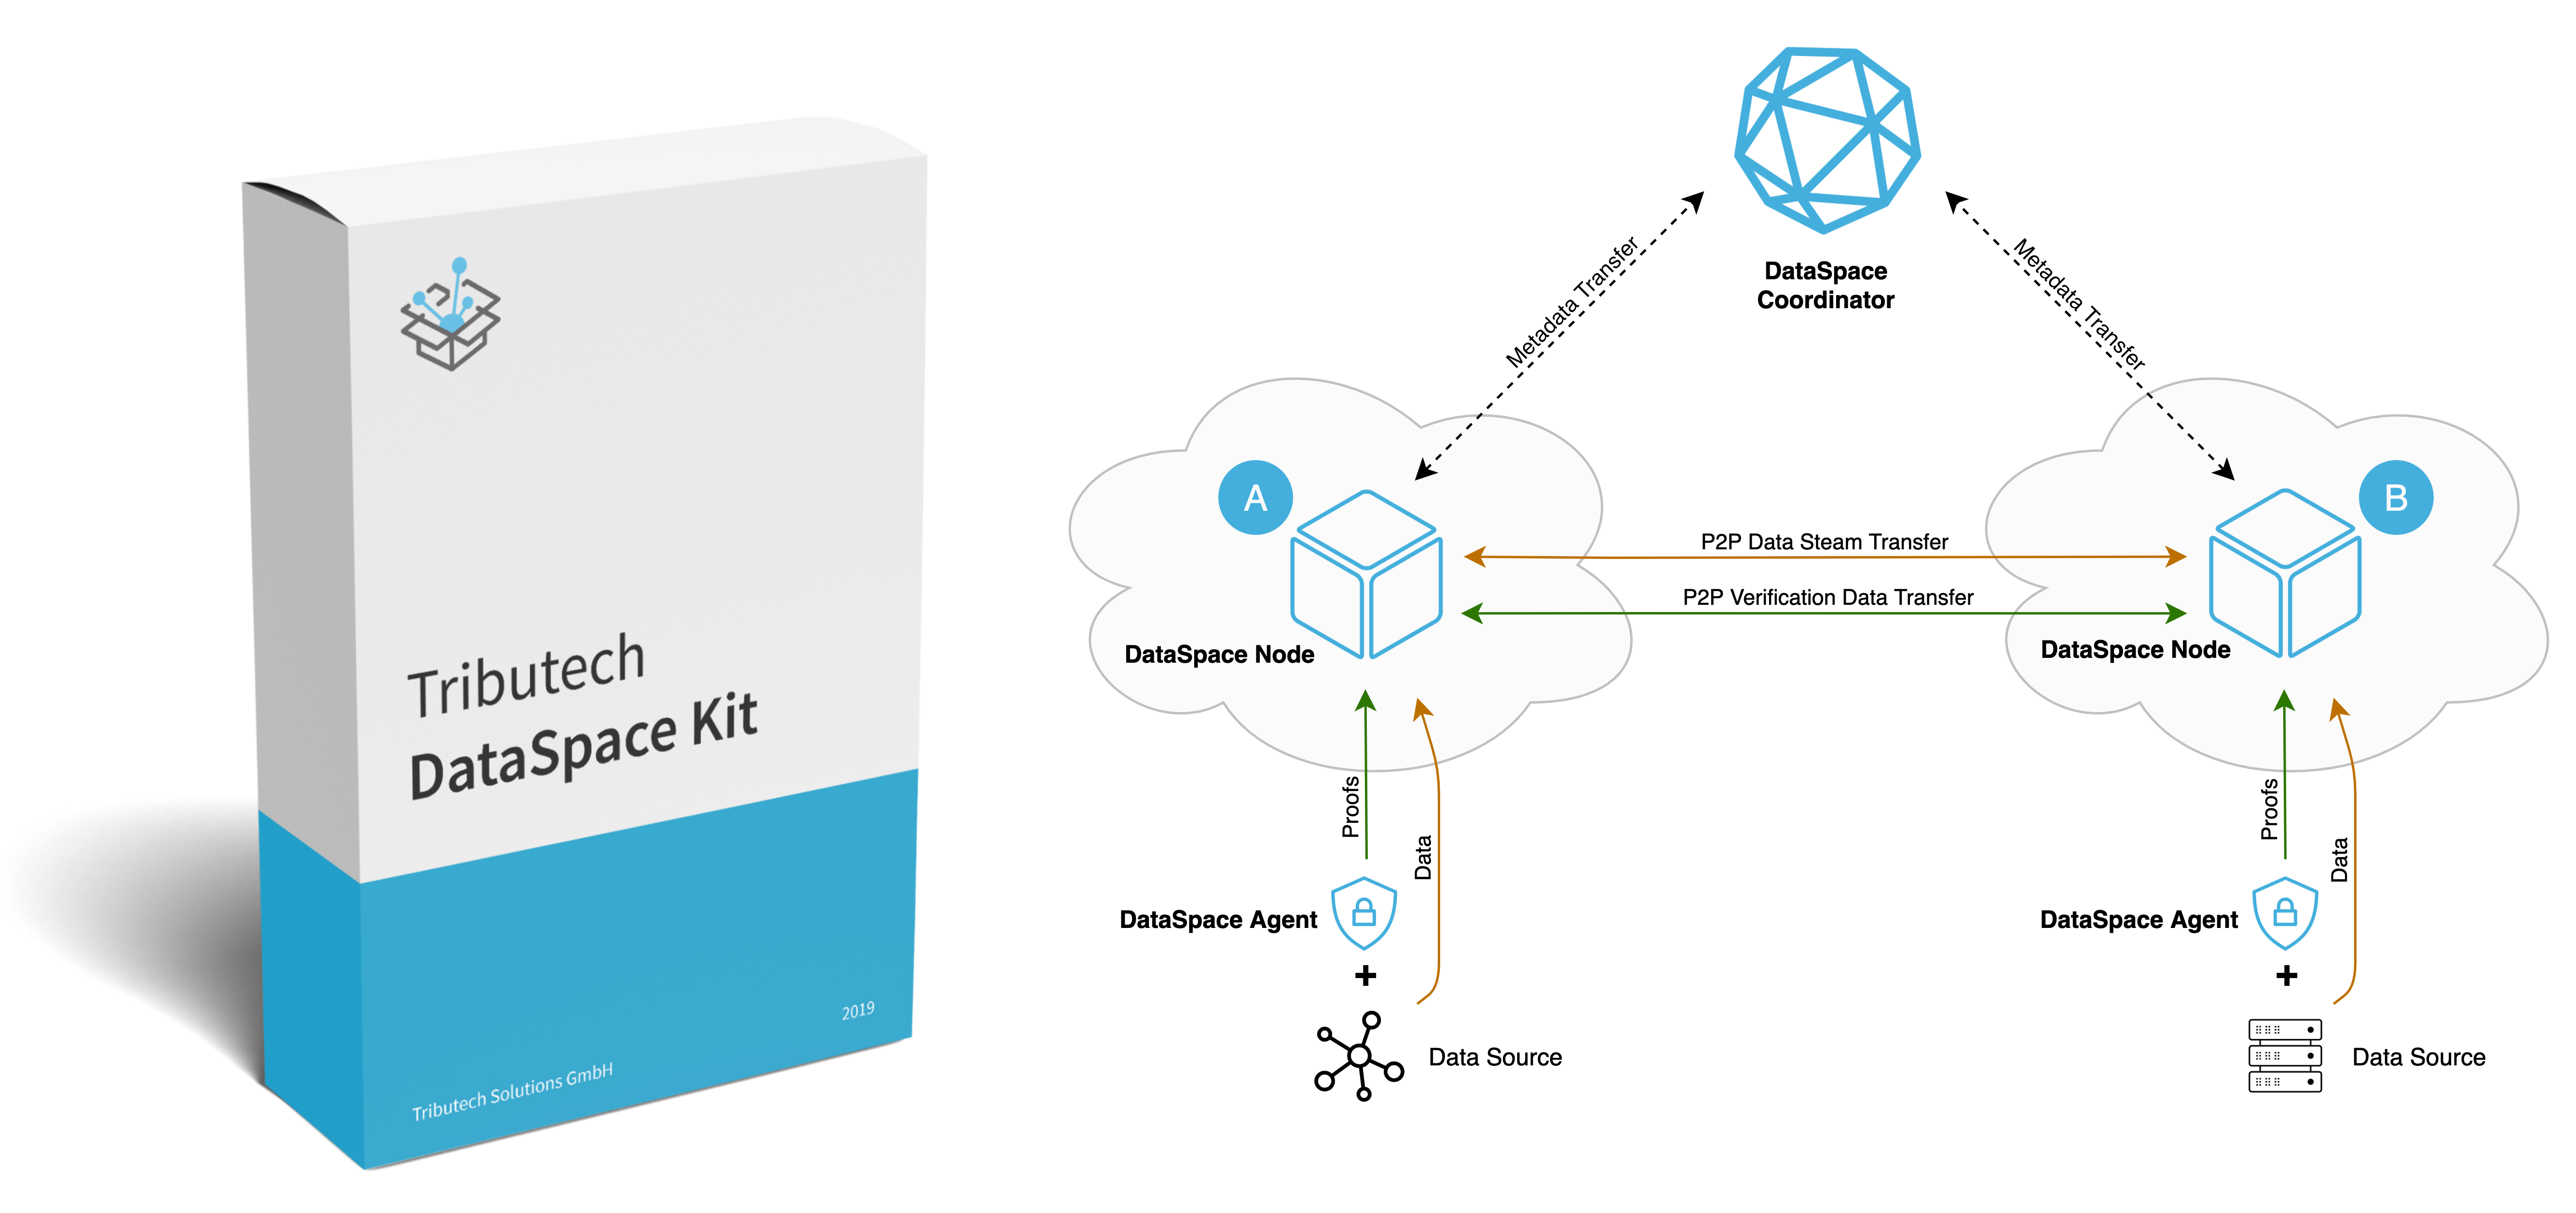 Tributech
DataSpace Kit
2019
Tributech Solutions GmbH
DataSpace
Coordinator
Metadata Transfer
Metadata Transfer
A
B
P2P Data Steam Transfer
P2P Verification Data Transfer
DataSpace Node
DataSpace Node
Proofs
Data
Proofs
Data
DataSpace Agent
DataSpace Agent
+
+
Data Source
Data Source